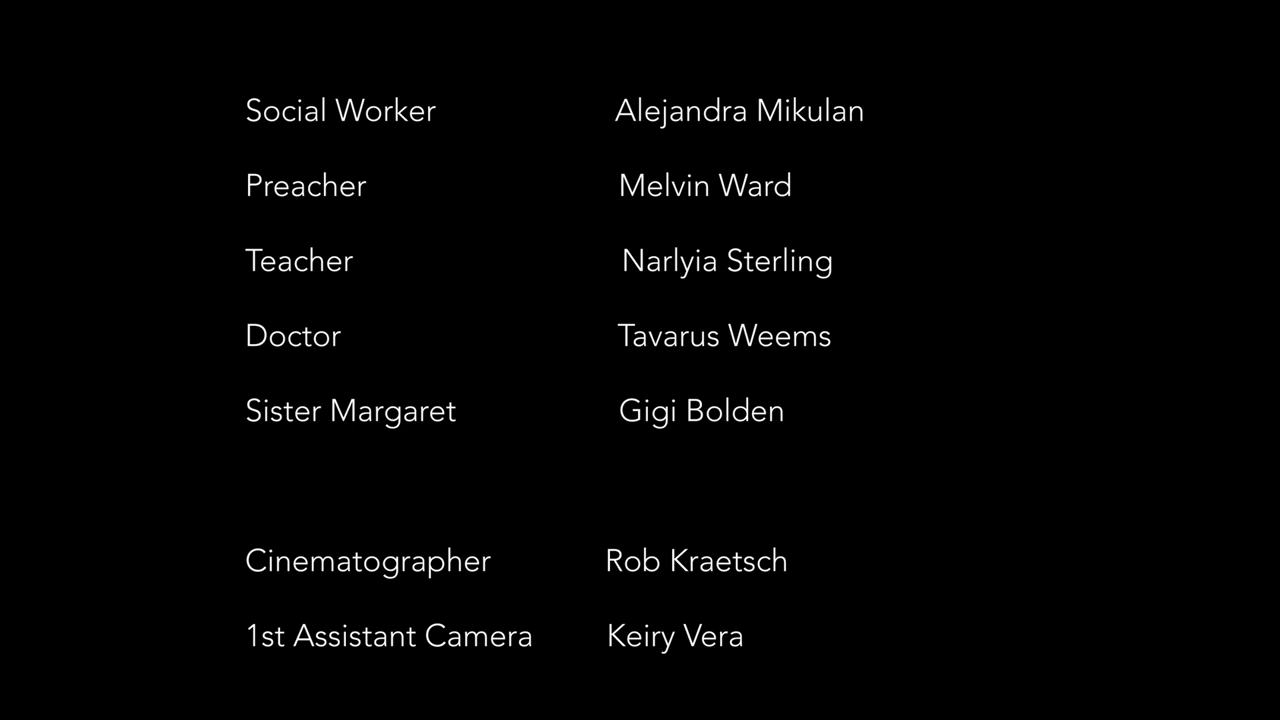 Social Worker Alejandra Mikulan
Preacher Melvin Ward
Teacher Narlyia Sterling
Doctor Tavarus Weems
Sister Margaret Gigi Bolden
Cinematographer Rob Kraetsch
1st Assistant Camera Keiry Vera